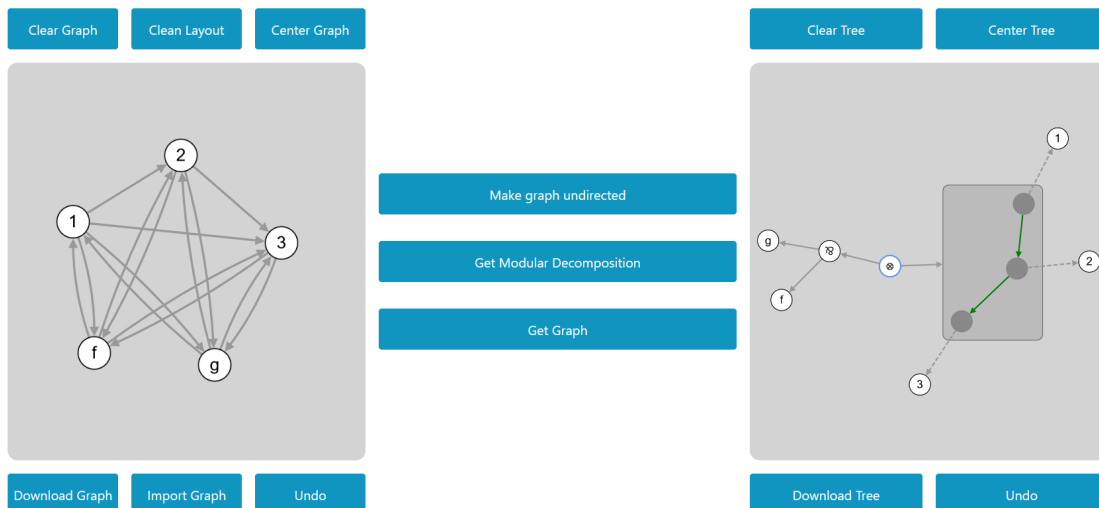 Clear Graph
Clean Layout
Center Graph
Clear Tree
Center Tree
2
1
3
f
g
Make graph undirected
Get Modular Decomposition
Get Graph
1
g
⅋
⊗
2
f
3
Download Graph
Import Graph
Undo
Download Tree
Undo